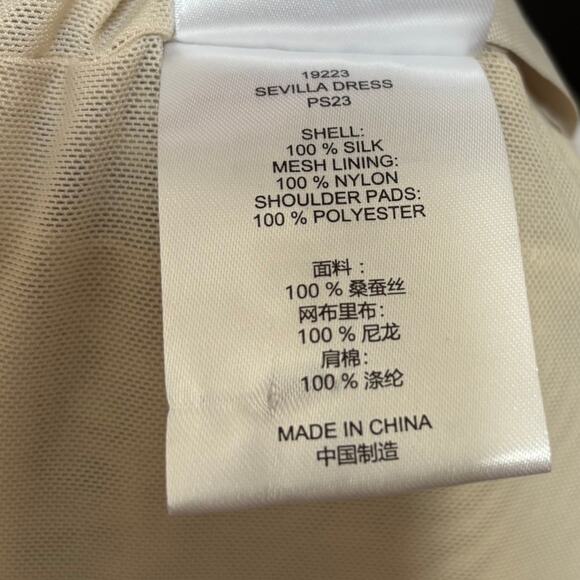 19223
SEVILLA DRESS
PS23
SHELL:
100 % SILK
MESH LINING:
100 % NYLON
SHOULDER PADS:
100 % POLYESTER
面料：
100 % 桑蚕丝
网布里布：
100 % 尼龙
肩棉：
100 % 涤纶
MADE IN CHINA
中国制造